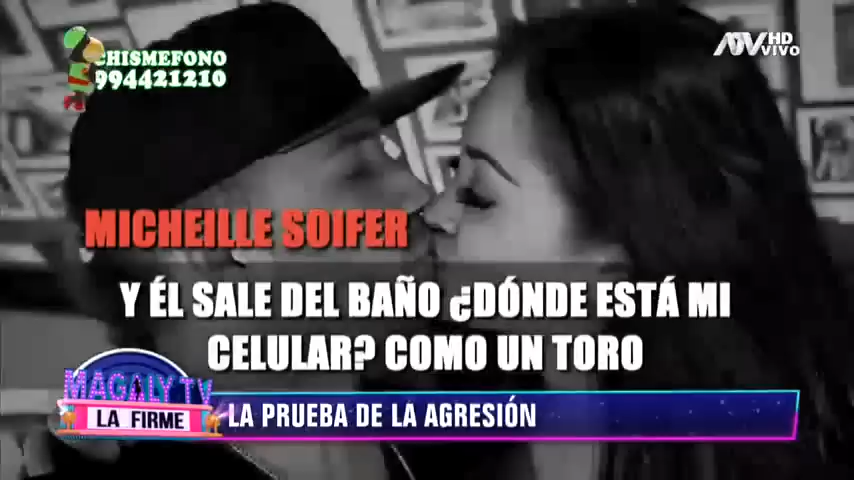 CHISMEFONO
994421210
ATV HD
VIVO
MICHEILLE SOIFER
Y ÉL SALE DEL BAÑO ¿DÓNDE ESTÁ MI
CELULAR? COMO UN TORO
MAGALY TV
LA FIRME
LA PRUEBA DE LA AGRESIÓN